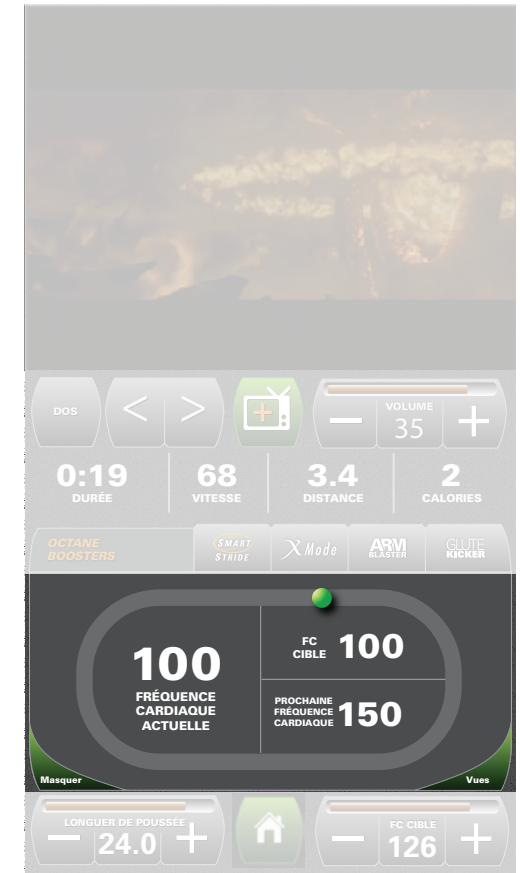 DOS
<
>
VOLUME
35
0:19
DURÉE
68
VITESSE
3.4
DISTANCE
2
CALORIES
OCTANE
BOOSTERS
SMART
STRIDE
X Mode
ARM
BLASTER
GLUTE
KICKER
100
FRÉQUENCE
CARDIAQUE
ACTUELLE
FC
CIBLE
100
PROCHAINE
FRÉQUENCE
CARDIAQUE
150
Masquer
Vues
LONGUER DE POUSSÉE
24.0
FC CIBLE
126